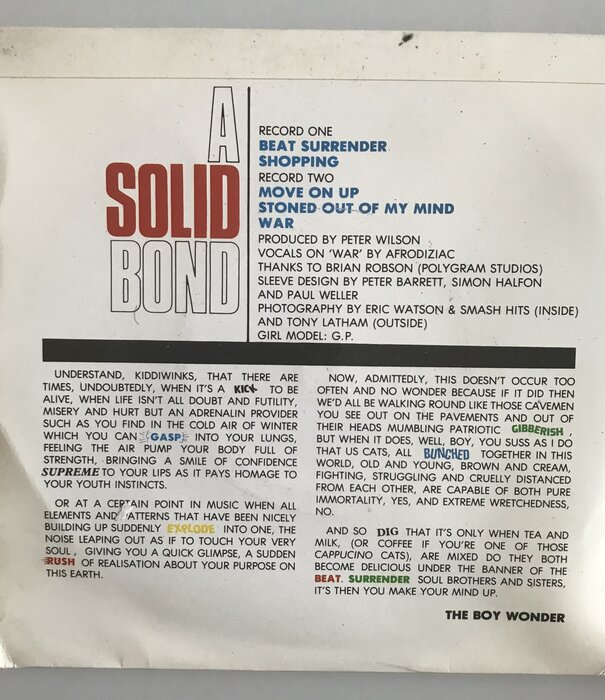 A
SOLID
BOND
RECORD ONE
BEAT SURRENDER
SHOPPING
RECORD TWO
MOVE ON UP
STONED OUT OF MY MIND
WAR
PRODUCED BY PETER WILSON
VOCALS ON 'WAR' BY AFRODIZIAC
THANKS TO BRIAN ROBSON (POLYGRAM STUDIOS)
SLEEVE DESIGN BY PETER BARRETT, SIMON HALFON
AND PAUL WELLER
PHOTOGRAPHY BY ERIC WATSON & SMASH HITS (INSIDE)
AND TONY LATHAM (OUTSIDE)
GIRL MODEL: G.P.
UNDERSTAND, KIDDIWINKS, THAT THERE ARE
TIMES, UNDOUBTEDLY, WHEN IT'S A KICK TO BE
ALIVE, WHEN LIFE ISN'T ALL DOUBT AND FUTILITY,
MISERY AND HURT BUT AN ADRENALIN PROVIDER
SUCH AS YOU FIND IN THE COLD AIR OF WINTER
WHICH YOU CAN GASP INTO YOUR LUNGS,
FEELING THE AIR PUMP YOUR BODY FULL OF
STRENGTH, BRINGING A SMILE OF CONFIDENCE
SUPREME TO YOUR LIPS AS IT PAYS HOMAGE TO
YOUR YOUTH INSTINCTS.
OR AT A CERTAIN POINT IN MUSIC WHEN ALL
ELEMENTS AND PATTERNS THAT HAVE BEEN NICELY
BUILDING UP SUDDENLY EXPLODE INTO ONE, THE
NOISE LEAPING OUT AS IF TO TOUCH YOUR VERY
SOUL, GIVING YOU A QUICK GLIMPSE, A SUDDEN
RUSH OF REALISATION ABOUT YOUR PURPOSE ON
THIS EARTH.
NOW, ADMITTEDLY, THIS DOESN'T OCCUR TOO
OFTEN AND NO WONDER BECAUSE IF IT DID THEN
WE'D ALL BE WALKING ROUND LIKE THOSE CAVEMEN
YOU SEE OUT ON THE PAVEMENTS AND OUT OF
THEIR HEADS MUMBLING PATRIOTIC GIBBERISH,
BUT WHEN IT DOES, WELL, BOY, YOU SUSS AS I DO
THAT US CATS, ALL BUNCHED TOGETHER IN THIS
WORLD, OLD AND YOUNG, BROWN AND CREAM,
FIGHTING, STRUGGLING AND CRUELLY DISTANCED
FROM EACH OTHER, ARE CAPABLE OF BOTH PURE
IMMORTALITY, YES, AND EXTREME WRETCHEDNESS,
NO.
AND SO DIG THAT IT'S ONLY WHEN TEA AND
MILK, (OR COFFEE IF YOU'RE ONE OF THOSE
CAPPUCINO CATS), ARE MIXED DO THEY BOTH
BECOME DELICIOUS UNDER THE BANNER OF THE
BEAT. SURRENDER SOUL BROTHERS AND SISTERS,
IT'S THEN YOU MAKE YOUR MIND UP.
THE BOY WONDER